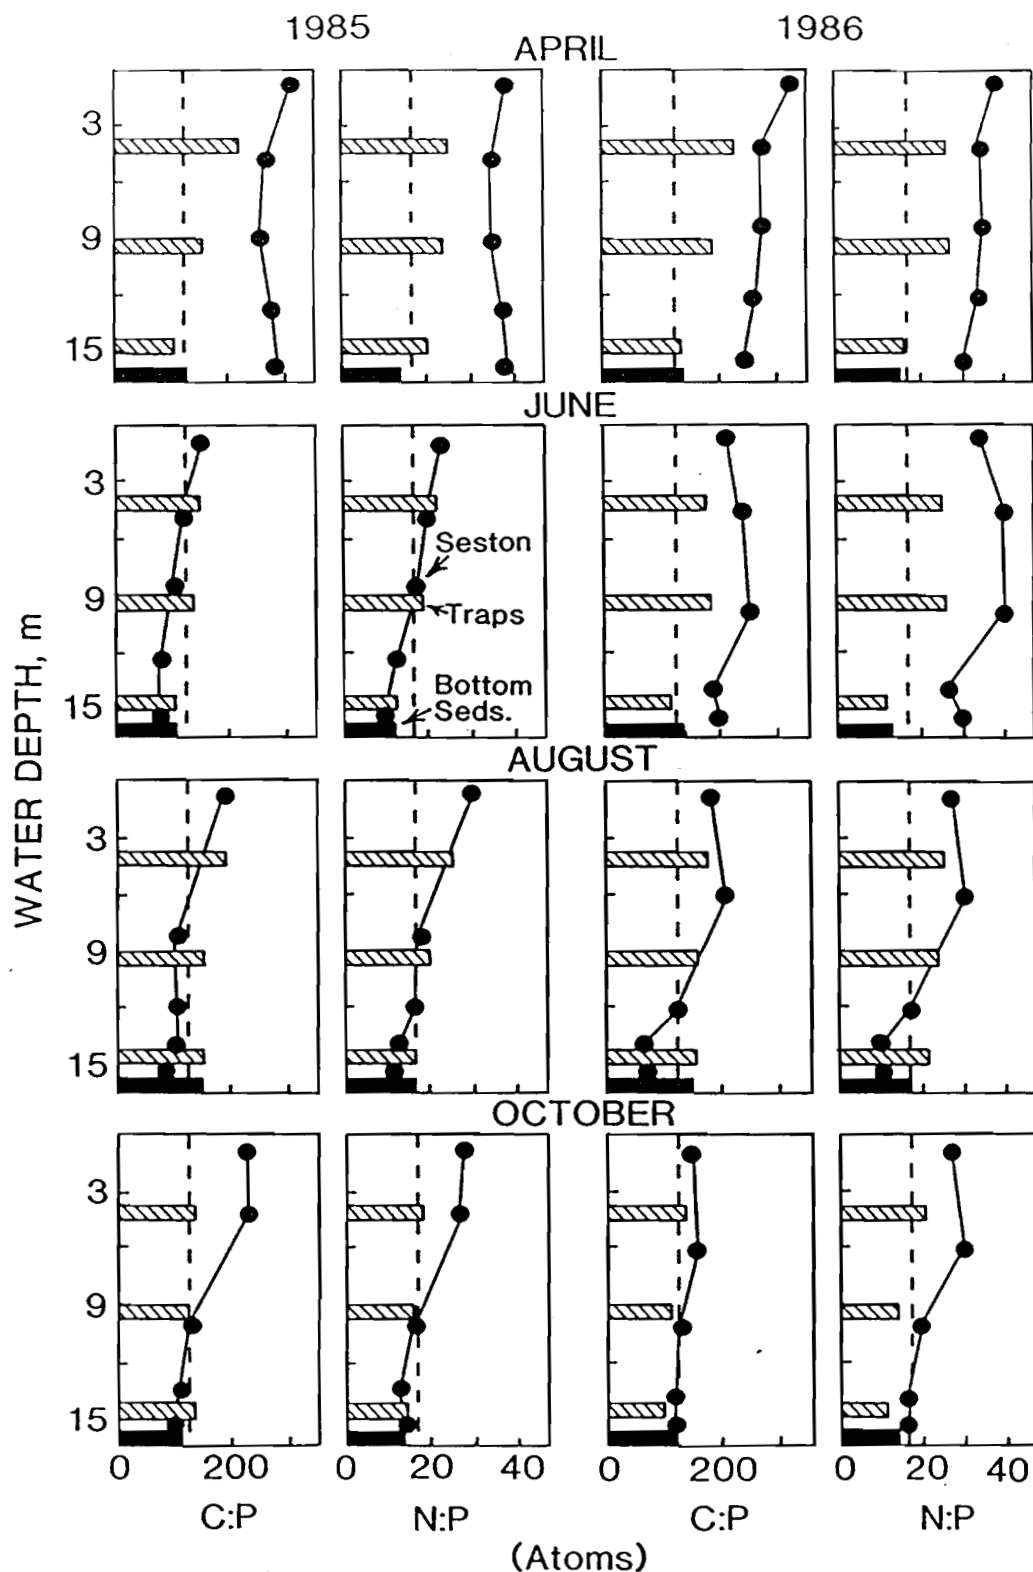 1985
1986
APRIL
3
9
15
JUNE
3
9
15
Seston
Traps
Bottom
Seds.
AUGUST
3
9
15
OCTOBER
3
9
15
WATER DEPTH, m
0 200 0 20 40 0 200 0 20 40
C:P N:P C:P N:P
(Atoms)